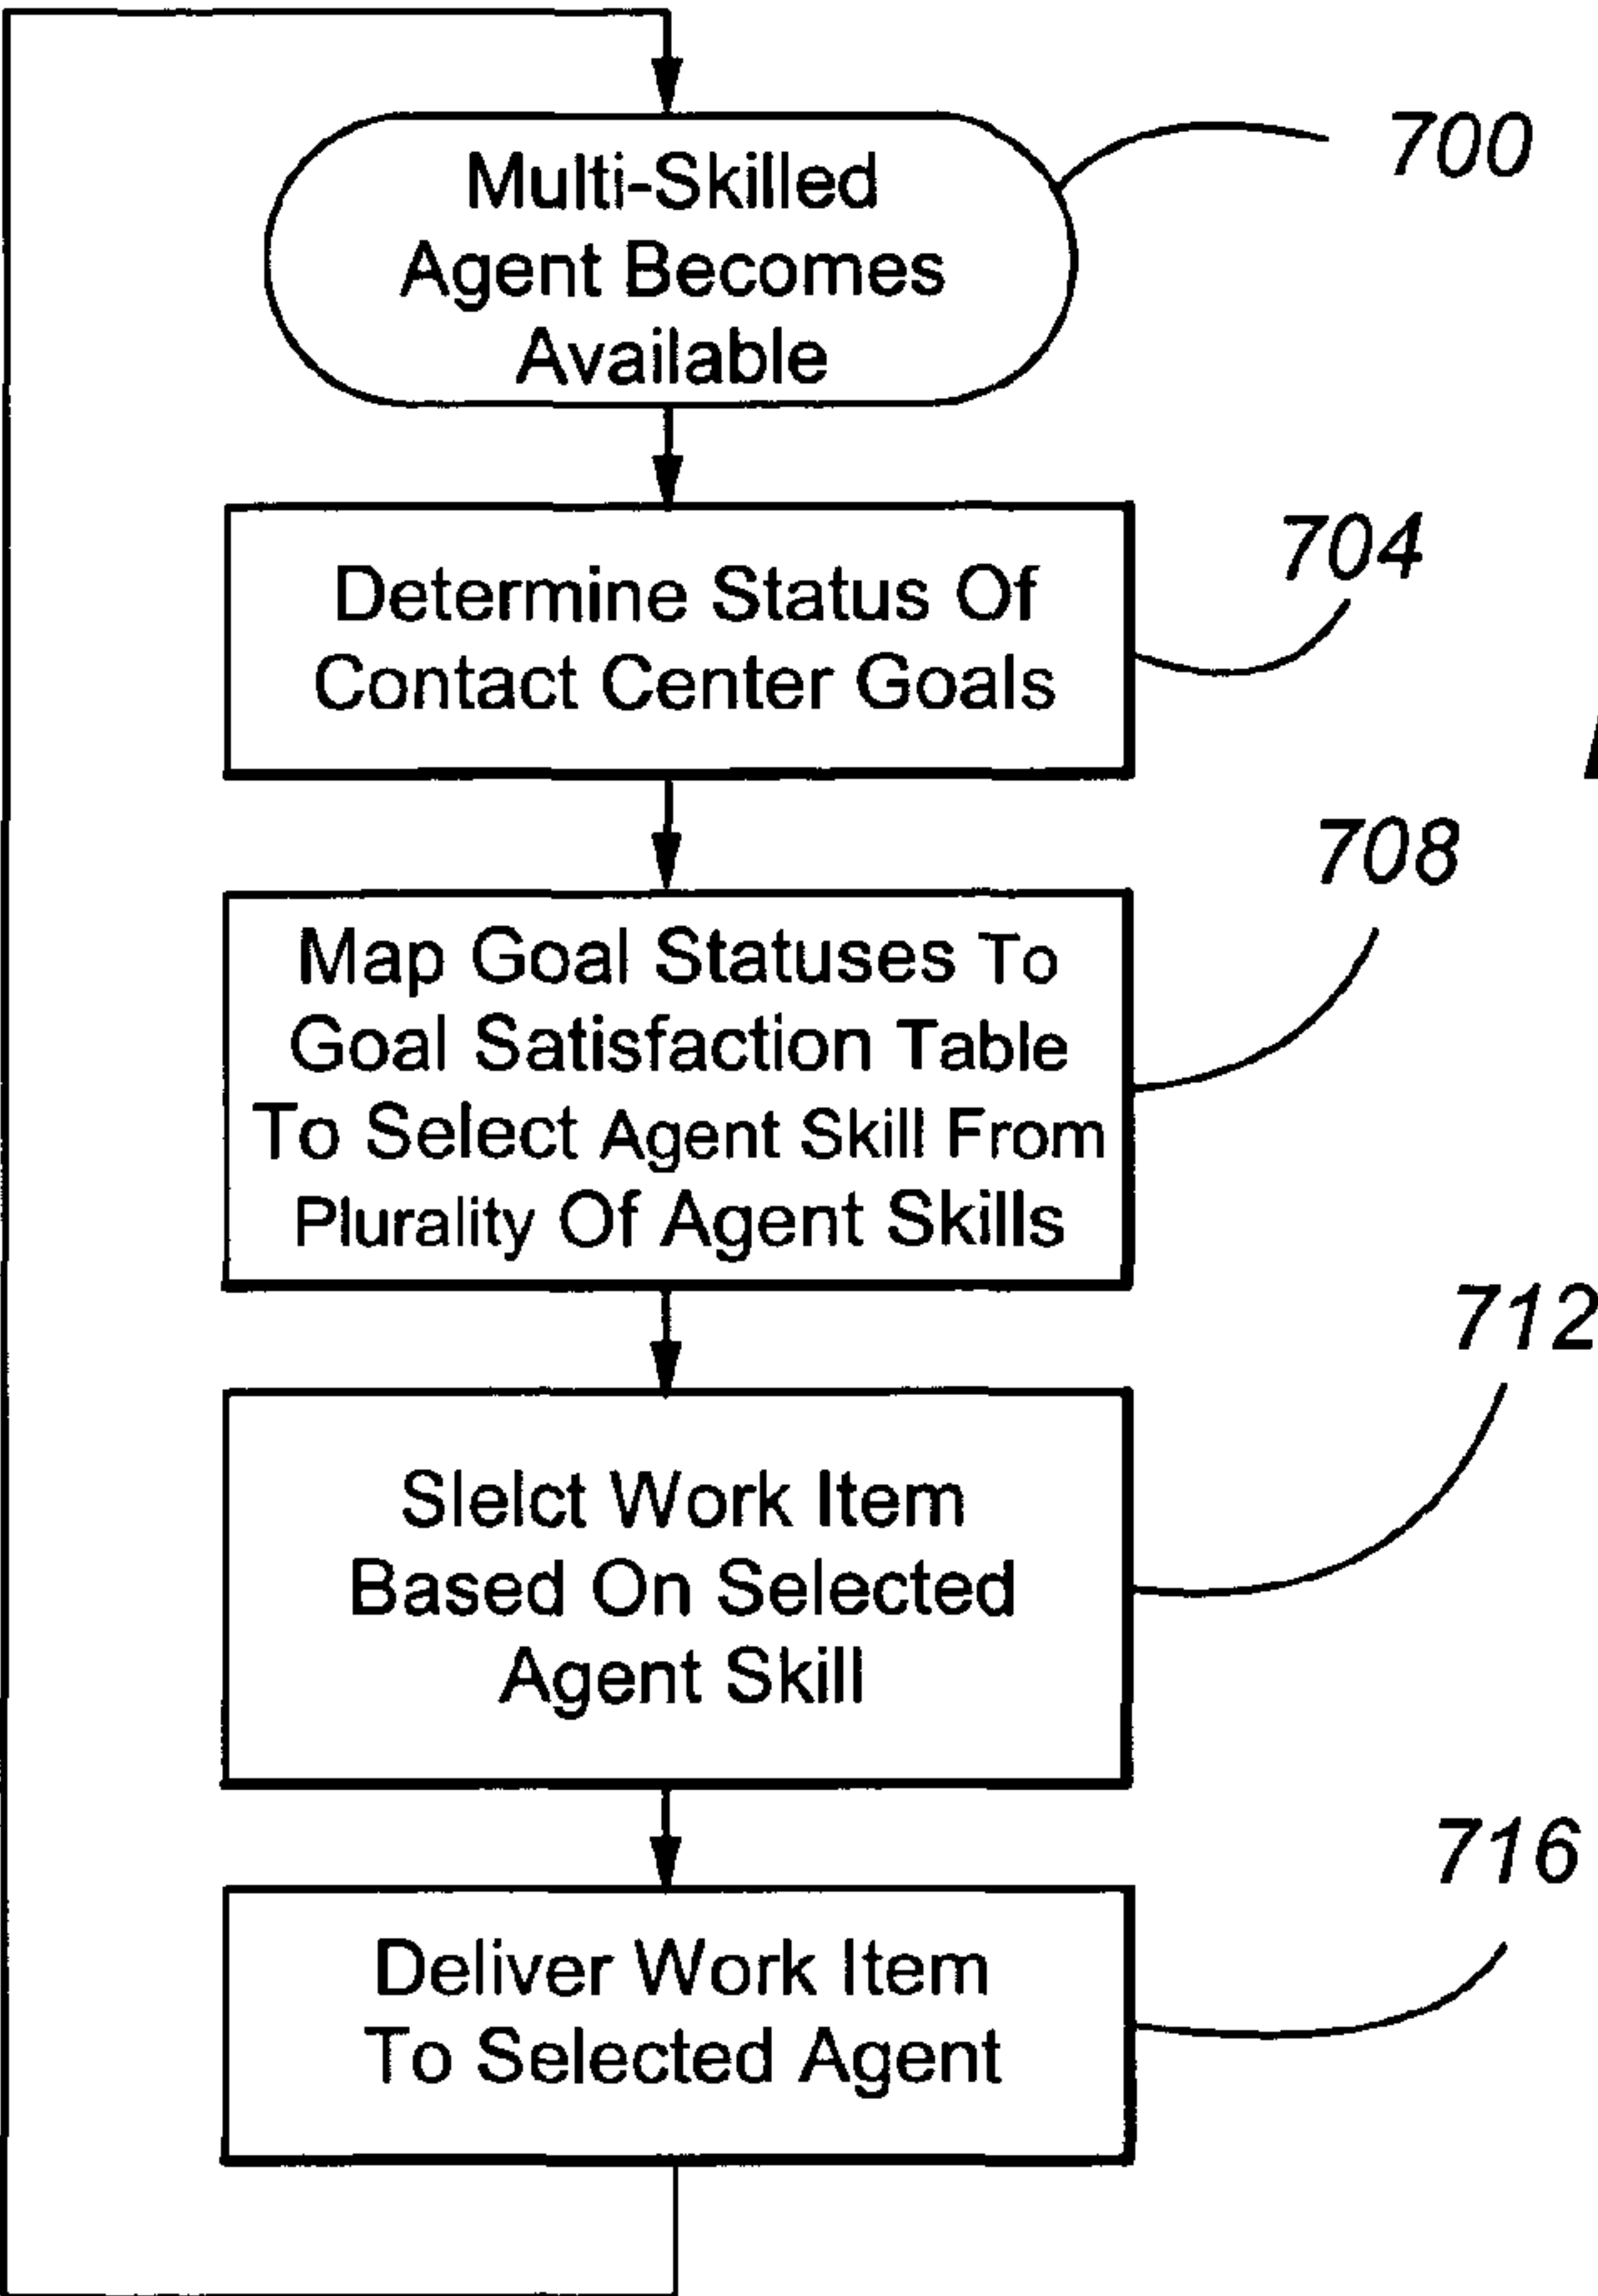 Multi-Skilled
Agent Becomes
Available
700
Determine Status Of
Contact Center Goals
704
Map Goal Statuses To
Goal Satisfaction Table
To Select Agent Skill From
Plurality Of Agent Skills
708
Slelct Work Item
Based On Selected
Agent Skill
712
Deliver Work Item
To Selected Agent
716